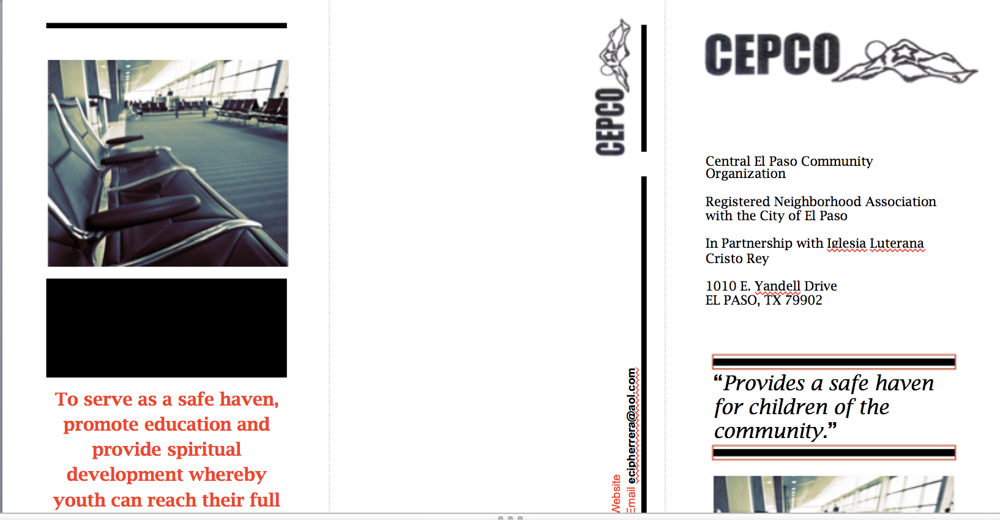 To serve as a safe haven,
promote education and
provide spiritual
development whereby
youth can reach their full
CEPCO
Website
Email ecipherrera@aol.com
CEPCO
Central El Paso Community
Organization
Registered Neighborhood Association
with the City of El Paso
In Partnership with Iglesia Luterana
Cristo Rey
1010 E. Yandell Drive
EL PASO, TX 79902
“Provides a safe haven
for children of the
community.”